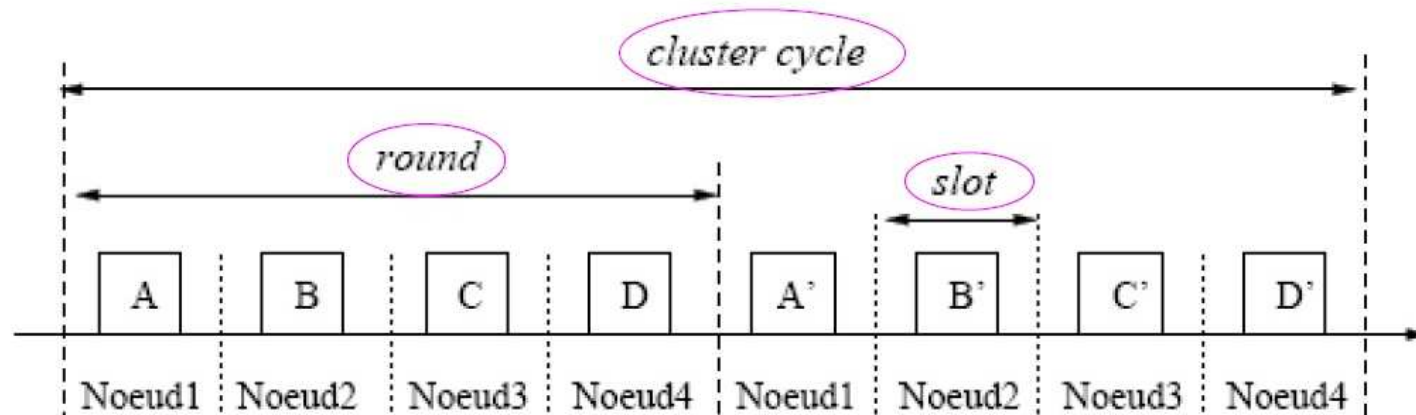 cluster cycle
round
slot
A B C D A’ B’ C’ D’
Noeud1 Noeud2 Noeud3 Noeud4 Noeud1 Noeud2 Noeud3 Noeud4